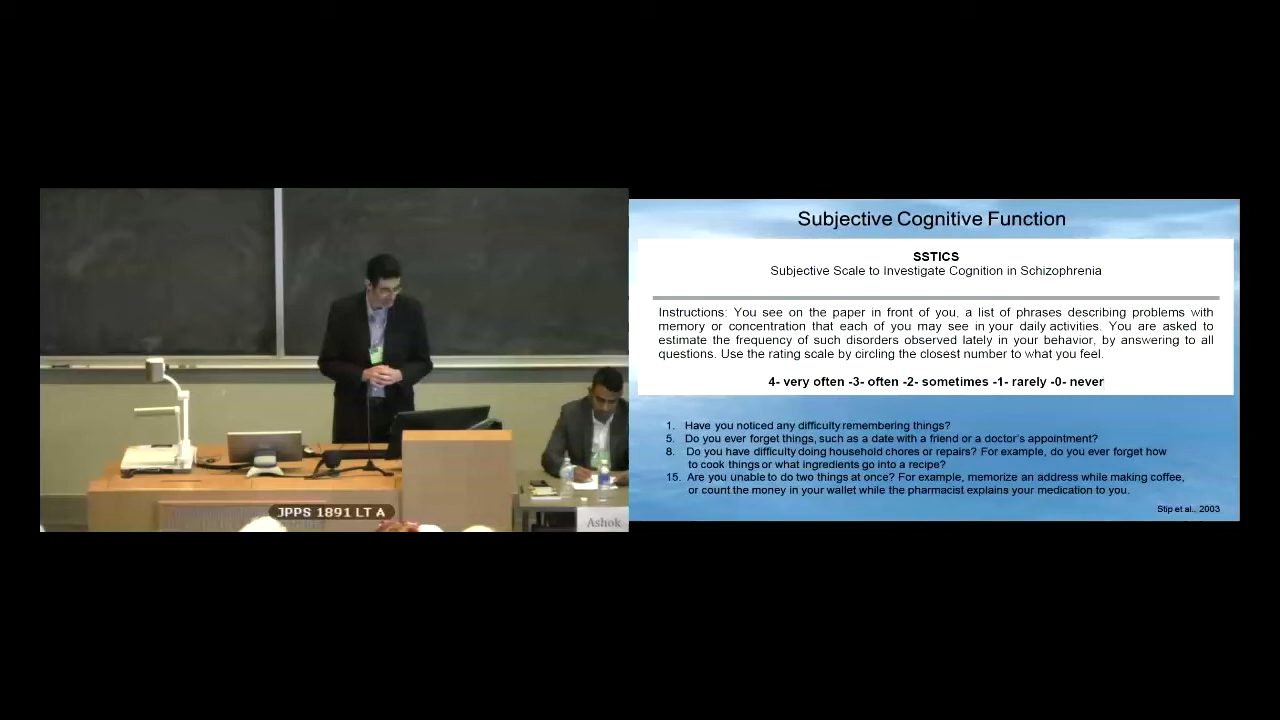 Subjective Cognitive Function
SSTICS
Subjective Scale to Investigate Cognition in Schizophrenia
Instructions: You see on the paper in front of you, a list of phrases describing problems with
memory or concentration that each of you may see in your daily activities. You are asked to
estimate the frequency of such disorders observed lately in your behavior, by answering to all
questions. Use the rating scale by circling the closest number to what you feel.
4- very often -3- often -2- sometimes -1- rarely -0- never
1. Have you noticed any difficulty remembering things?
5. Do you ever forget things, such as a date with a friend or a doctor's appointment?
8. Do you have difficulty doing household chores or repairs? For example, do you ever forget how
to cook things or what ingredients go into a recipe?
15. Are you unable to do two things at once? For example, memorize an address while making coffee,
or count the money in your wallet while the pharmacist explains your medication to you.
Stip et al., 2003
JPPS 1891 LT A
Ashok